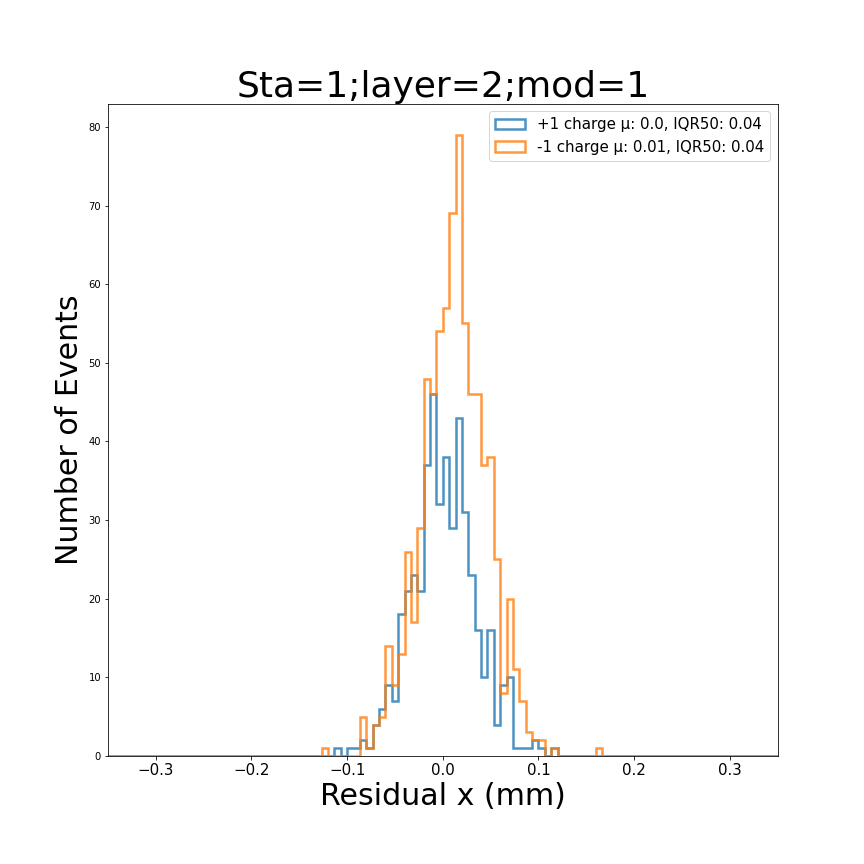 Sta=1;layer=2;mod=1
+1 charge μ: 0.0, IQR50: 0.04
-1 charge μ: 0.01, IQR50: 0.04
Number of Events
80
70
60
50
40
30
20
10
0
−0.3 −0.2 −0.1 0.0 0.1 0.2 0.3
Residual x (mm)